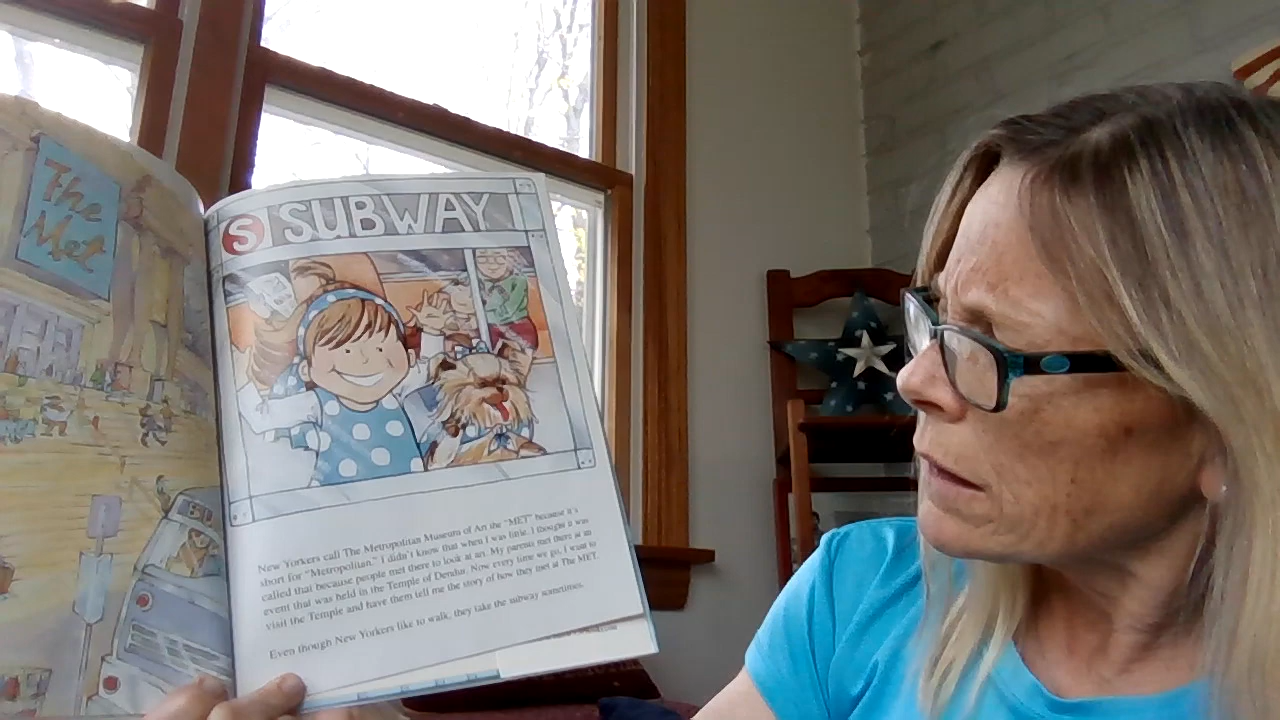 The
Met
S SUBWAY
New Yorkers call The Metropolitan Museum of Art the "MET" because it's
short for "Metropolitan." I didn't know that when I was little. I thought it was
called that because people met there to look at art. My parents met there at an
event that was held in the Temple of Dendur. Now every time we go, I want to
visit the Temple and have them tell me the story of how they met at The MET.
Even though New Yorkers like to walk, they take the subway sometimes.